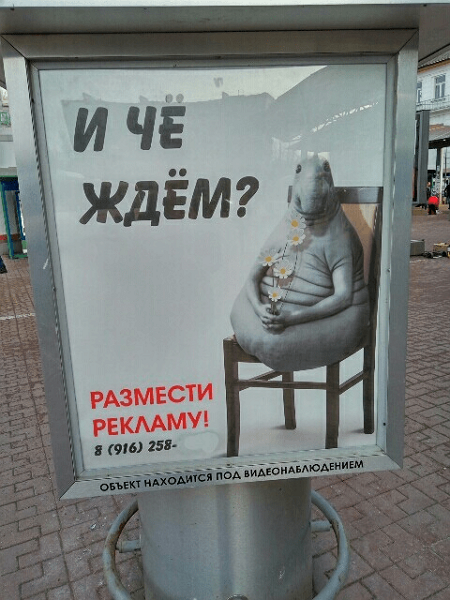 И ЧЁ
ЖДЁМ?
РАЗМЕСТИ
РЕКЛАМУ!
8 (916) 258-
ОБЪЕКТ НАХОДИТСЯ ПОД ВИДЕОНАБЛЮДЕНИЕМ